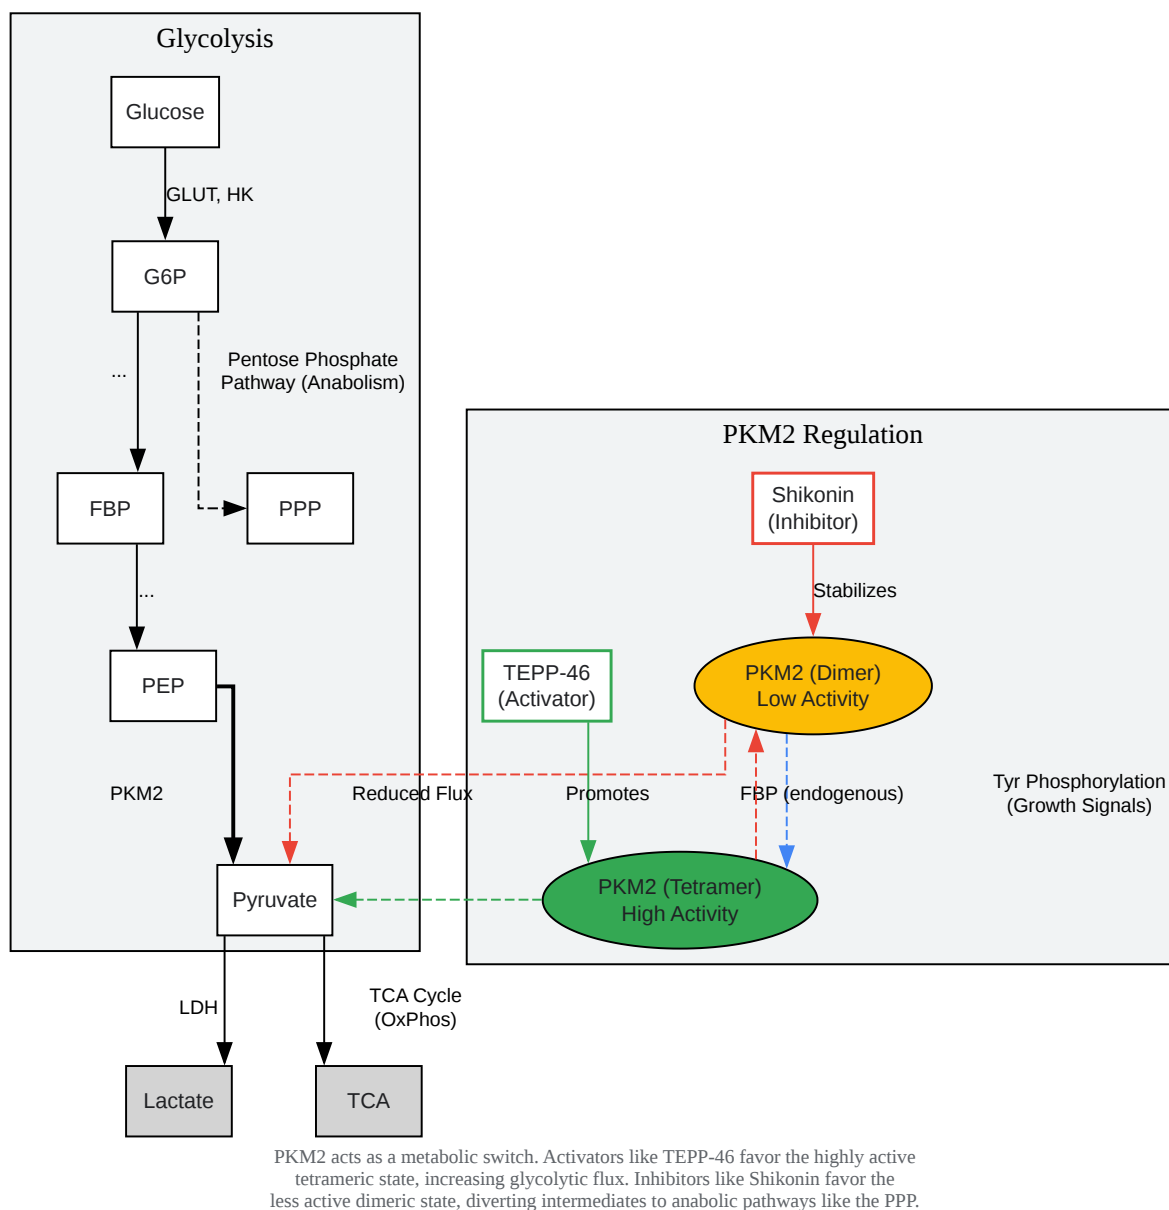 Glycolysis
Glucose
GLUT, HK
G6P
...
Pentose Phosphate
Pathway (Anabolism)
FBP
PPP
...
PEP
PKM2
Pyruvate
LDH
TCA Cycle
(OxPhos)
Lactate
TCA
PKM2 Regulation
Shikonin
(Inhibitor)
Stabilizes
TEPP-46
(Activator)
PKM2 (Dimer)
Low Activity
Reduced Flux
Promotes
FBP (endogenous)
Tyr Phosphorylation
(Growth Signals)
PKM2 (Tetramer)
High Activity
PKM2 acts as a metabolic switch. Activators like TEPP-46 favor the highly active
tetrameric state, increasing glycolytic flux. Inhibitors like Shikonin favor the
less active dimeric state, diverting intermediates to anabolic pathways like the PPP.